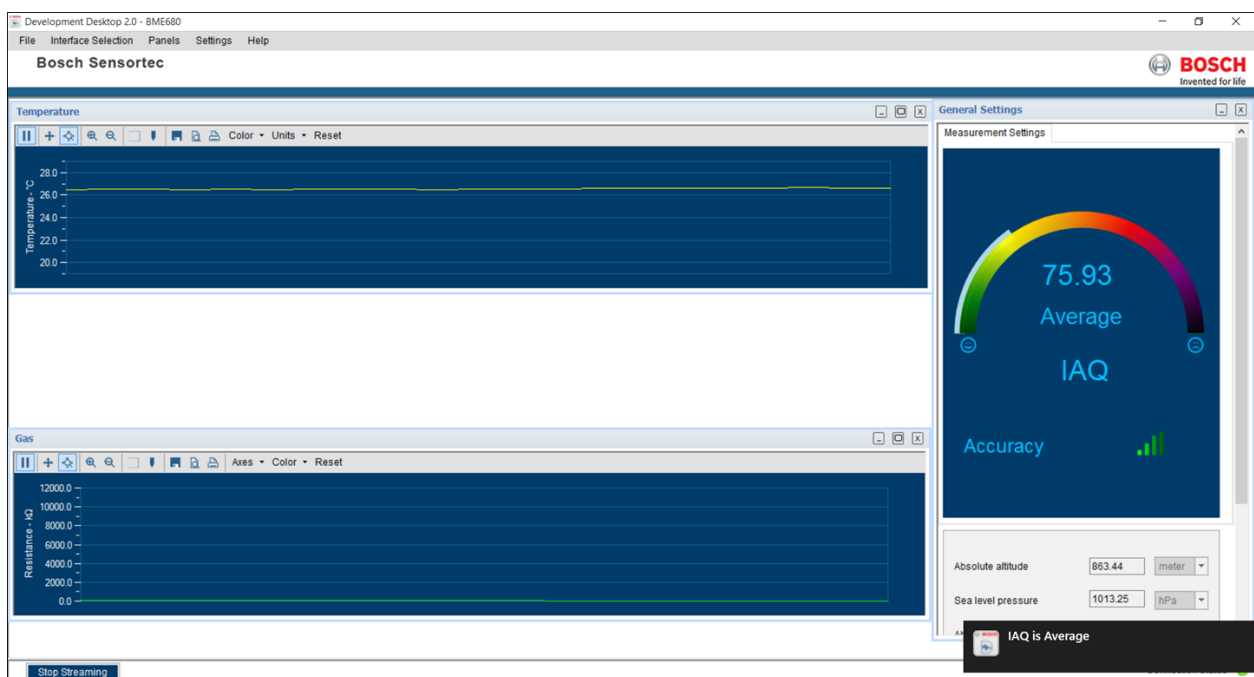 Development Desktop 2.0 - BME680
File Interface Selection Panels Settings Help
Bosch Sensortec
BOSCH
Invented for life
Temperature
Color Units Reset
Temperature - °C
28.0
26.0
24.0
22.0
20.0
Gas
Axes Color Reset
Resistance - kΩ
12000.0
10000.0
8000.0
6000.0
4000.0
2000.0
0.0
General Settings
Measurement Settings
75.93
Average
IAQ
Accuracy
Absolute altitude 863.44 meter
Sea level pressure 1013.25 hPa
BOSCH
IAQ is Average
Stop Streaming